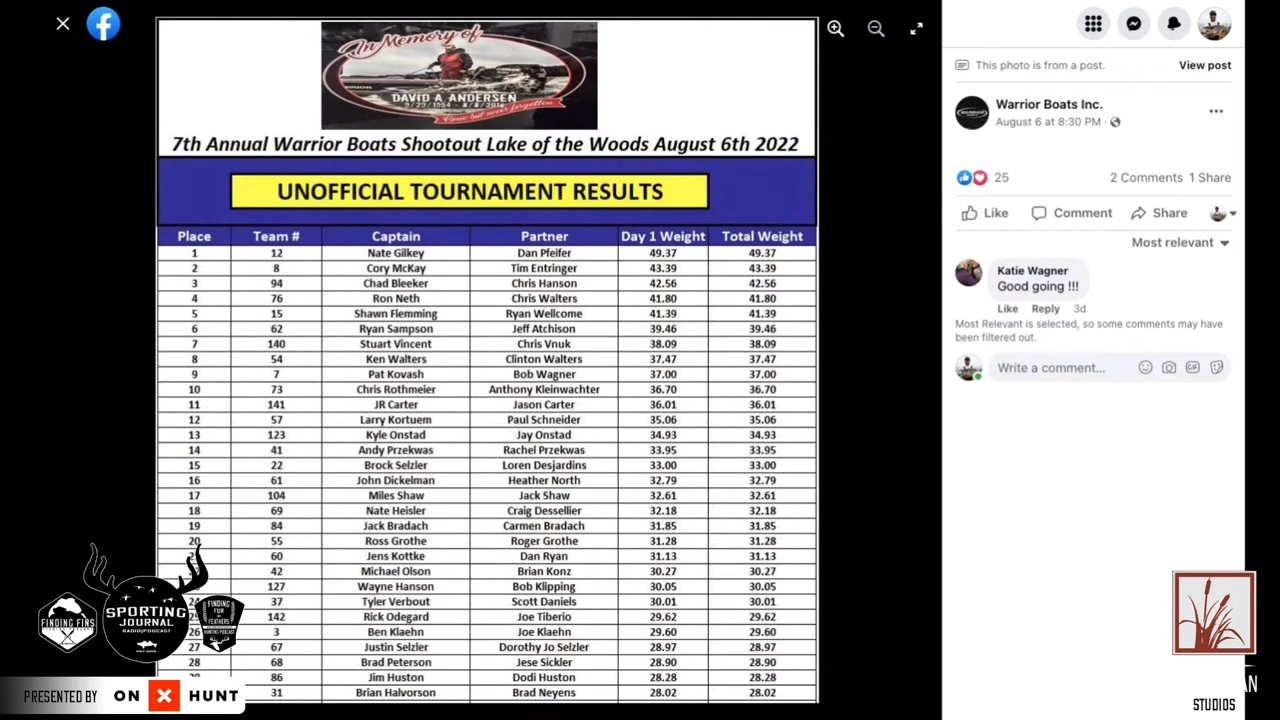 In Memory of
DAVID A. ANDERSEN
Gone but never forgotten
7th Annual Warrior Boats Shootout Lake of the Woods August 6th 2022
UNOFFICIAL TOURNAMENT RESULTS
Place Team # Captain Partner Day 1 Weight Total Weight
1 12 Nate Gilkey Dan Pfeifer 49.37 49.37
2 8 Cory McKay Tim Entringer 43.39 43.39
3 94 Chad Bleeker Chris Hanson 42.56 42.56
4 76 Ron Neth Chris Walters 41.80 41.80
5 15 Shawn Flemming Ryan Wellcome 41.39 41.39
6 62 Ryan Sampson Jeff Atchison 39.46 39.46
7 140 Stuart Vincent Chris Vnuk 38.09 38.09
8 54 Ken Walters Clinton Walters 37.47 37.47
9 7 Pat Kovash Bob Wagner 37.00 37.00
10 73 Chris Rothmeier Anthony Kleinwachter 36.70 36.70
11 141 JR Carter Jason Carter 36.01 36.01
12 57 Larry Kortuem Paul Schneider 35.06 35.06
13 123 Kyle Onstad Jay Onstad 34.93 34.93
14 41 Andy Przekwas Rachel Przekwas 33.95 33.95
15 22 Brock Selzler Loren Desjardins 33.00 33.00
16 61 John Dickelman Heather North 32.79 32.79
17 104 Miles Shaw Jack Shaw 32.61 32.61
18 69 Nate Heisler Craig Dessellier 32.18 32.18
19 84 Jack Bradach Carmen Bradach 31.85 31.85
20 55 Ross Grothe Roger Grothe 31.28 31.28
60 Jens Kottke Dan Ryan 31.13 31.13
42 Michael Olson Brian Konz 30.27 30.27
127 Wayne Hanson Bob Klipping 30.05 30.05
24 37 Tyler Verbout Scott Daniels 30.01 30.01
142 Rick Odegard Joe Tiberio 29.62 29.62
26 3 Ben Klaehn Joe Klaehn 29.60 29.60
27 67 Justin Selzler Dorothy Jo Selzler 28.97 28.97
28 68 Brad Peterson Jese Sickler 28.90 28.90
86 Jim Huston Dodi Huston 28.28 28.28
31 Brian Halvorson Brad Neyens 28.02 28.02
This photo is from a post. View post
Warrior Boats Inc.
August 6 at 8:30 PM
25 2 Comments 1 Share
Like Comment Share
Most relevant
Katie Wagner
Good going !!!
Like Reply 3d
Most Relevant is selected, so some comments may have
been filtered out.
Write a comment...
GIF
FINDING FINS
SPORTING
JOURNAL
RADIO/PODCAST
FINDING FUR
FEATHERS
HUNTING PODCAST
PRESENTED BY ON X HUNT
AN
STUDIOS